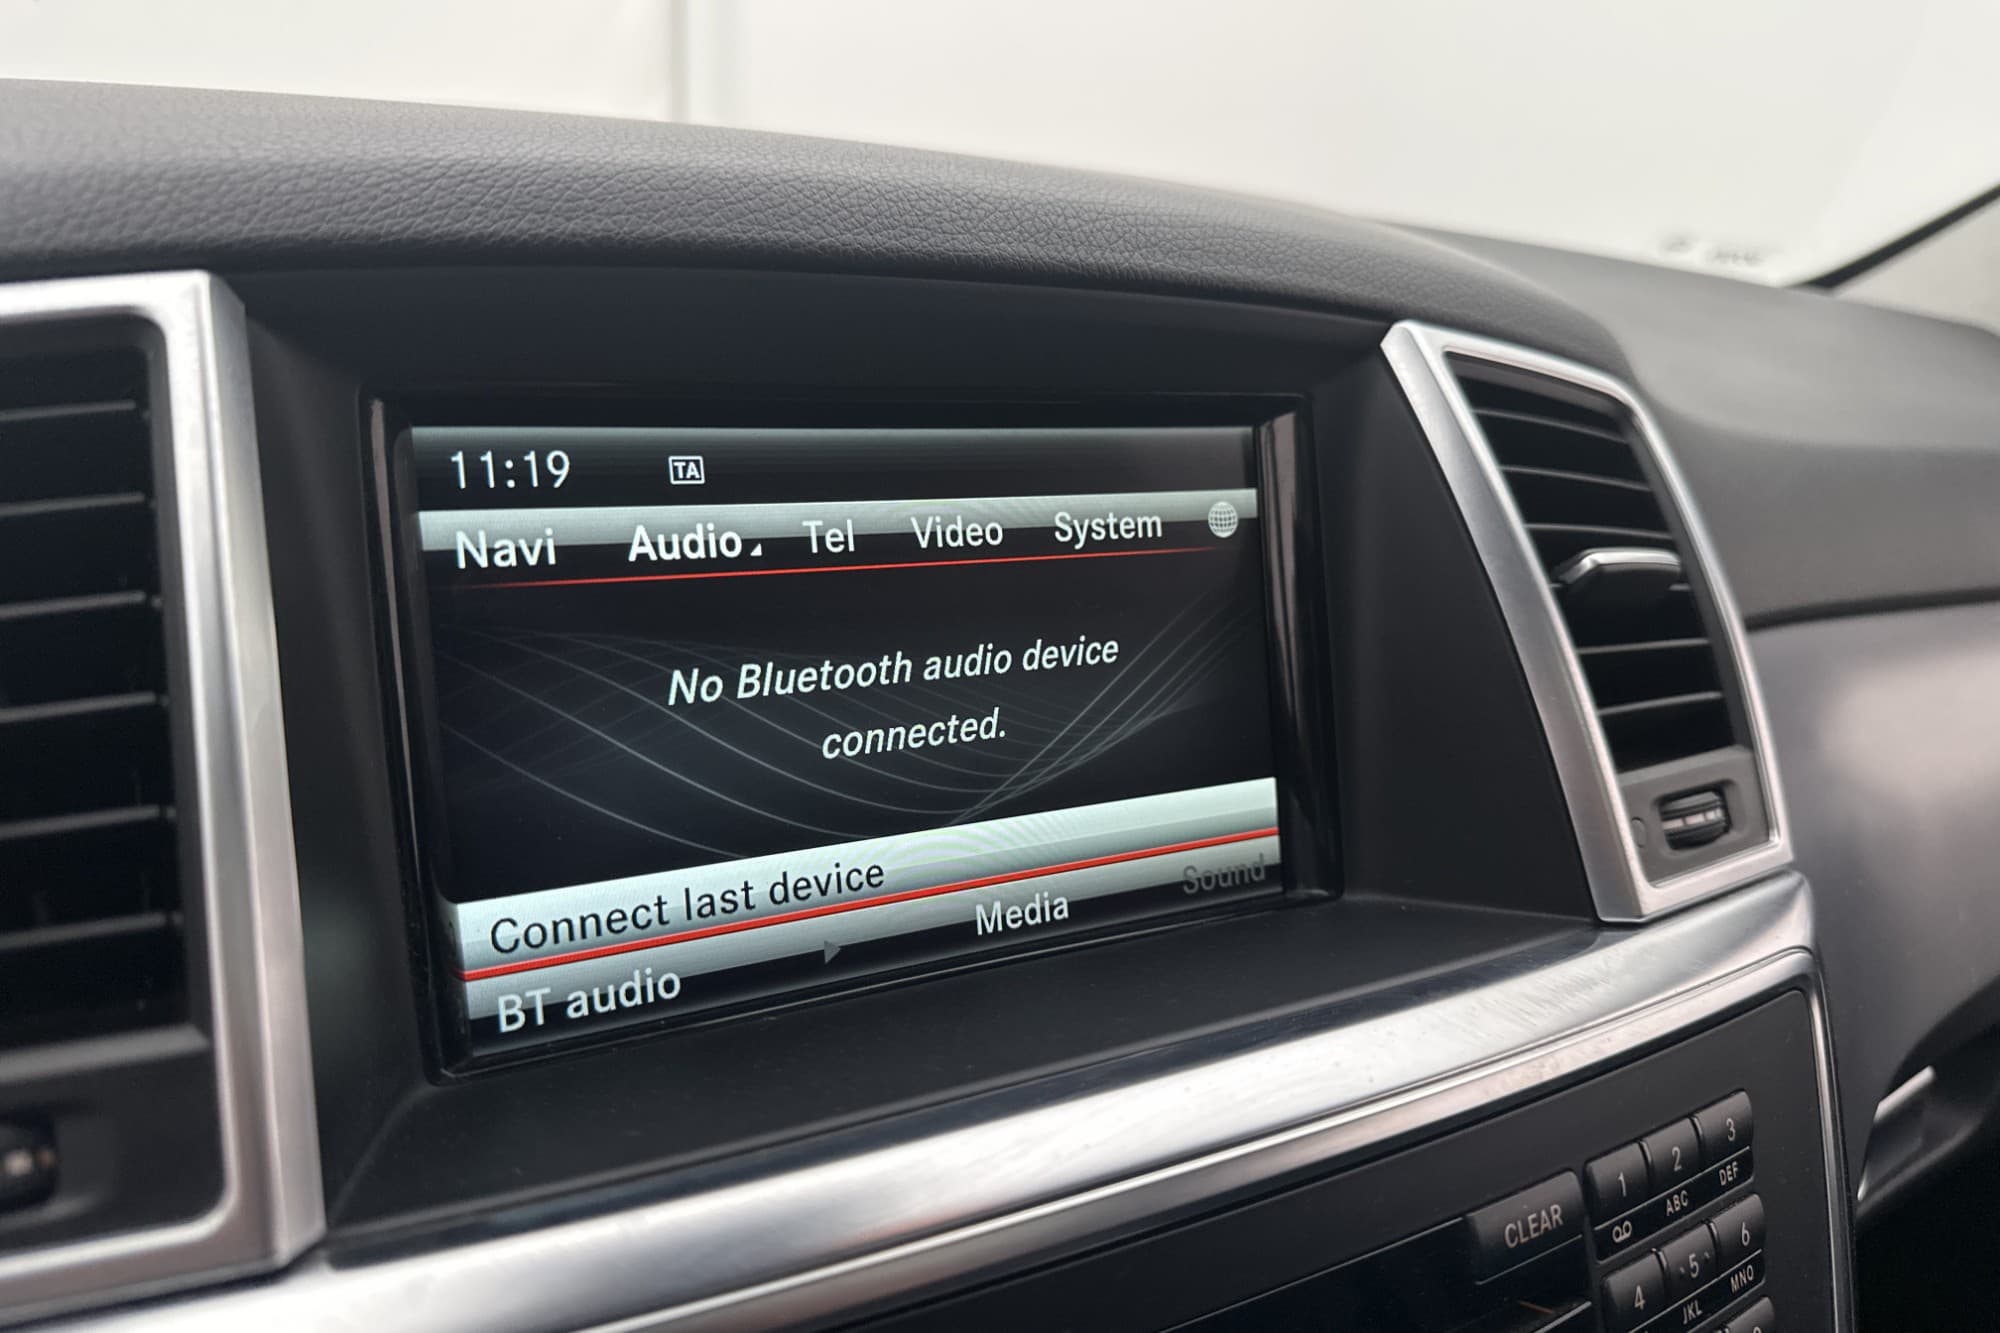 11:19 TA
Navi Audio Tel Video System
No Bluetooth audio device
connected.
Connect last device
BT audio Media Sound
CLEAR 1 2 3
ABC DEF
4 5 6
JKL MNO